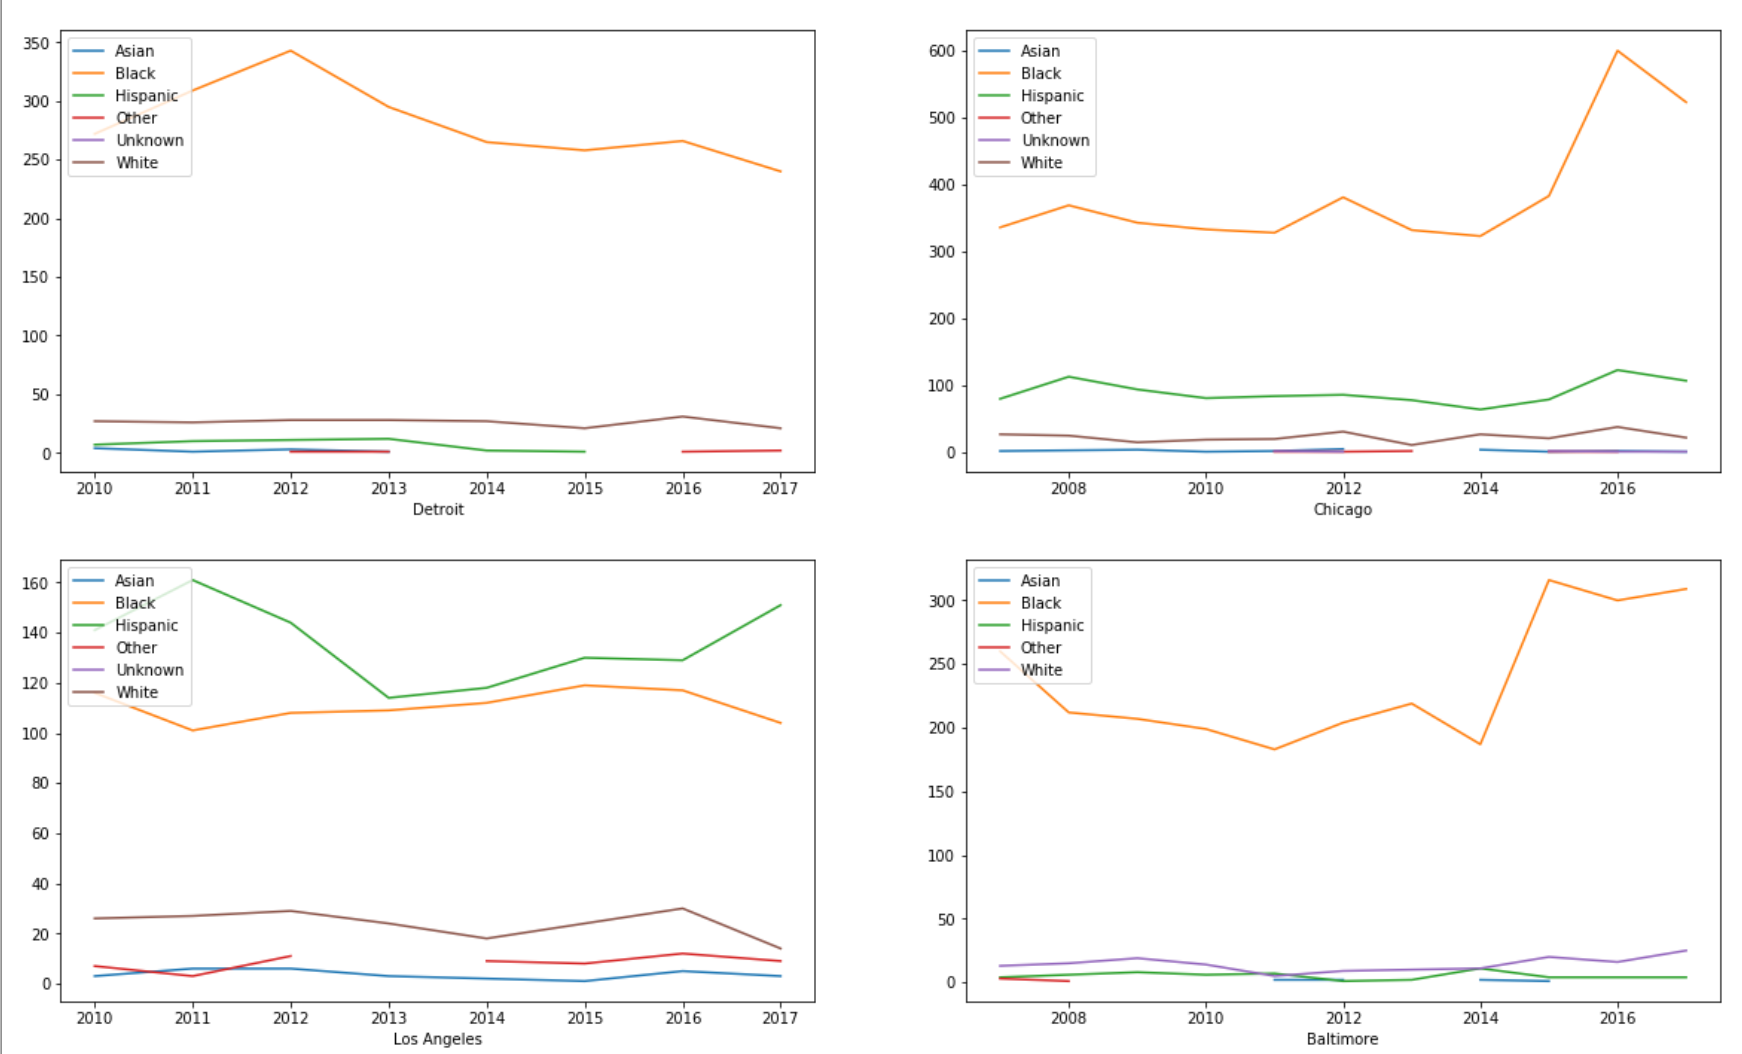 350
300
250
200
150
100
50
0
Asian
Black
Hispanic
Other
Unknown
White
2010 2011 2012 2013 2014 2015 2016 2017
Detroit
600
500
400
300
200
100
0
Asian
Black
Hispanic
Other
Unknown
White
2008 2010 2012 2014 2016
Chicago
160
140
120
100
80
60
40
20
0
Asian
Black
Hispanic
Other
Unknown
White
2010 2011 2012 2013 2014 2015 2016 2017
Los Angeles
300
250
200
150
100
50
0
Asian
Black
Hispanic
Other
White
2008 2010 2012 2014 2016
Baltimore